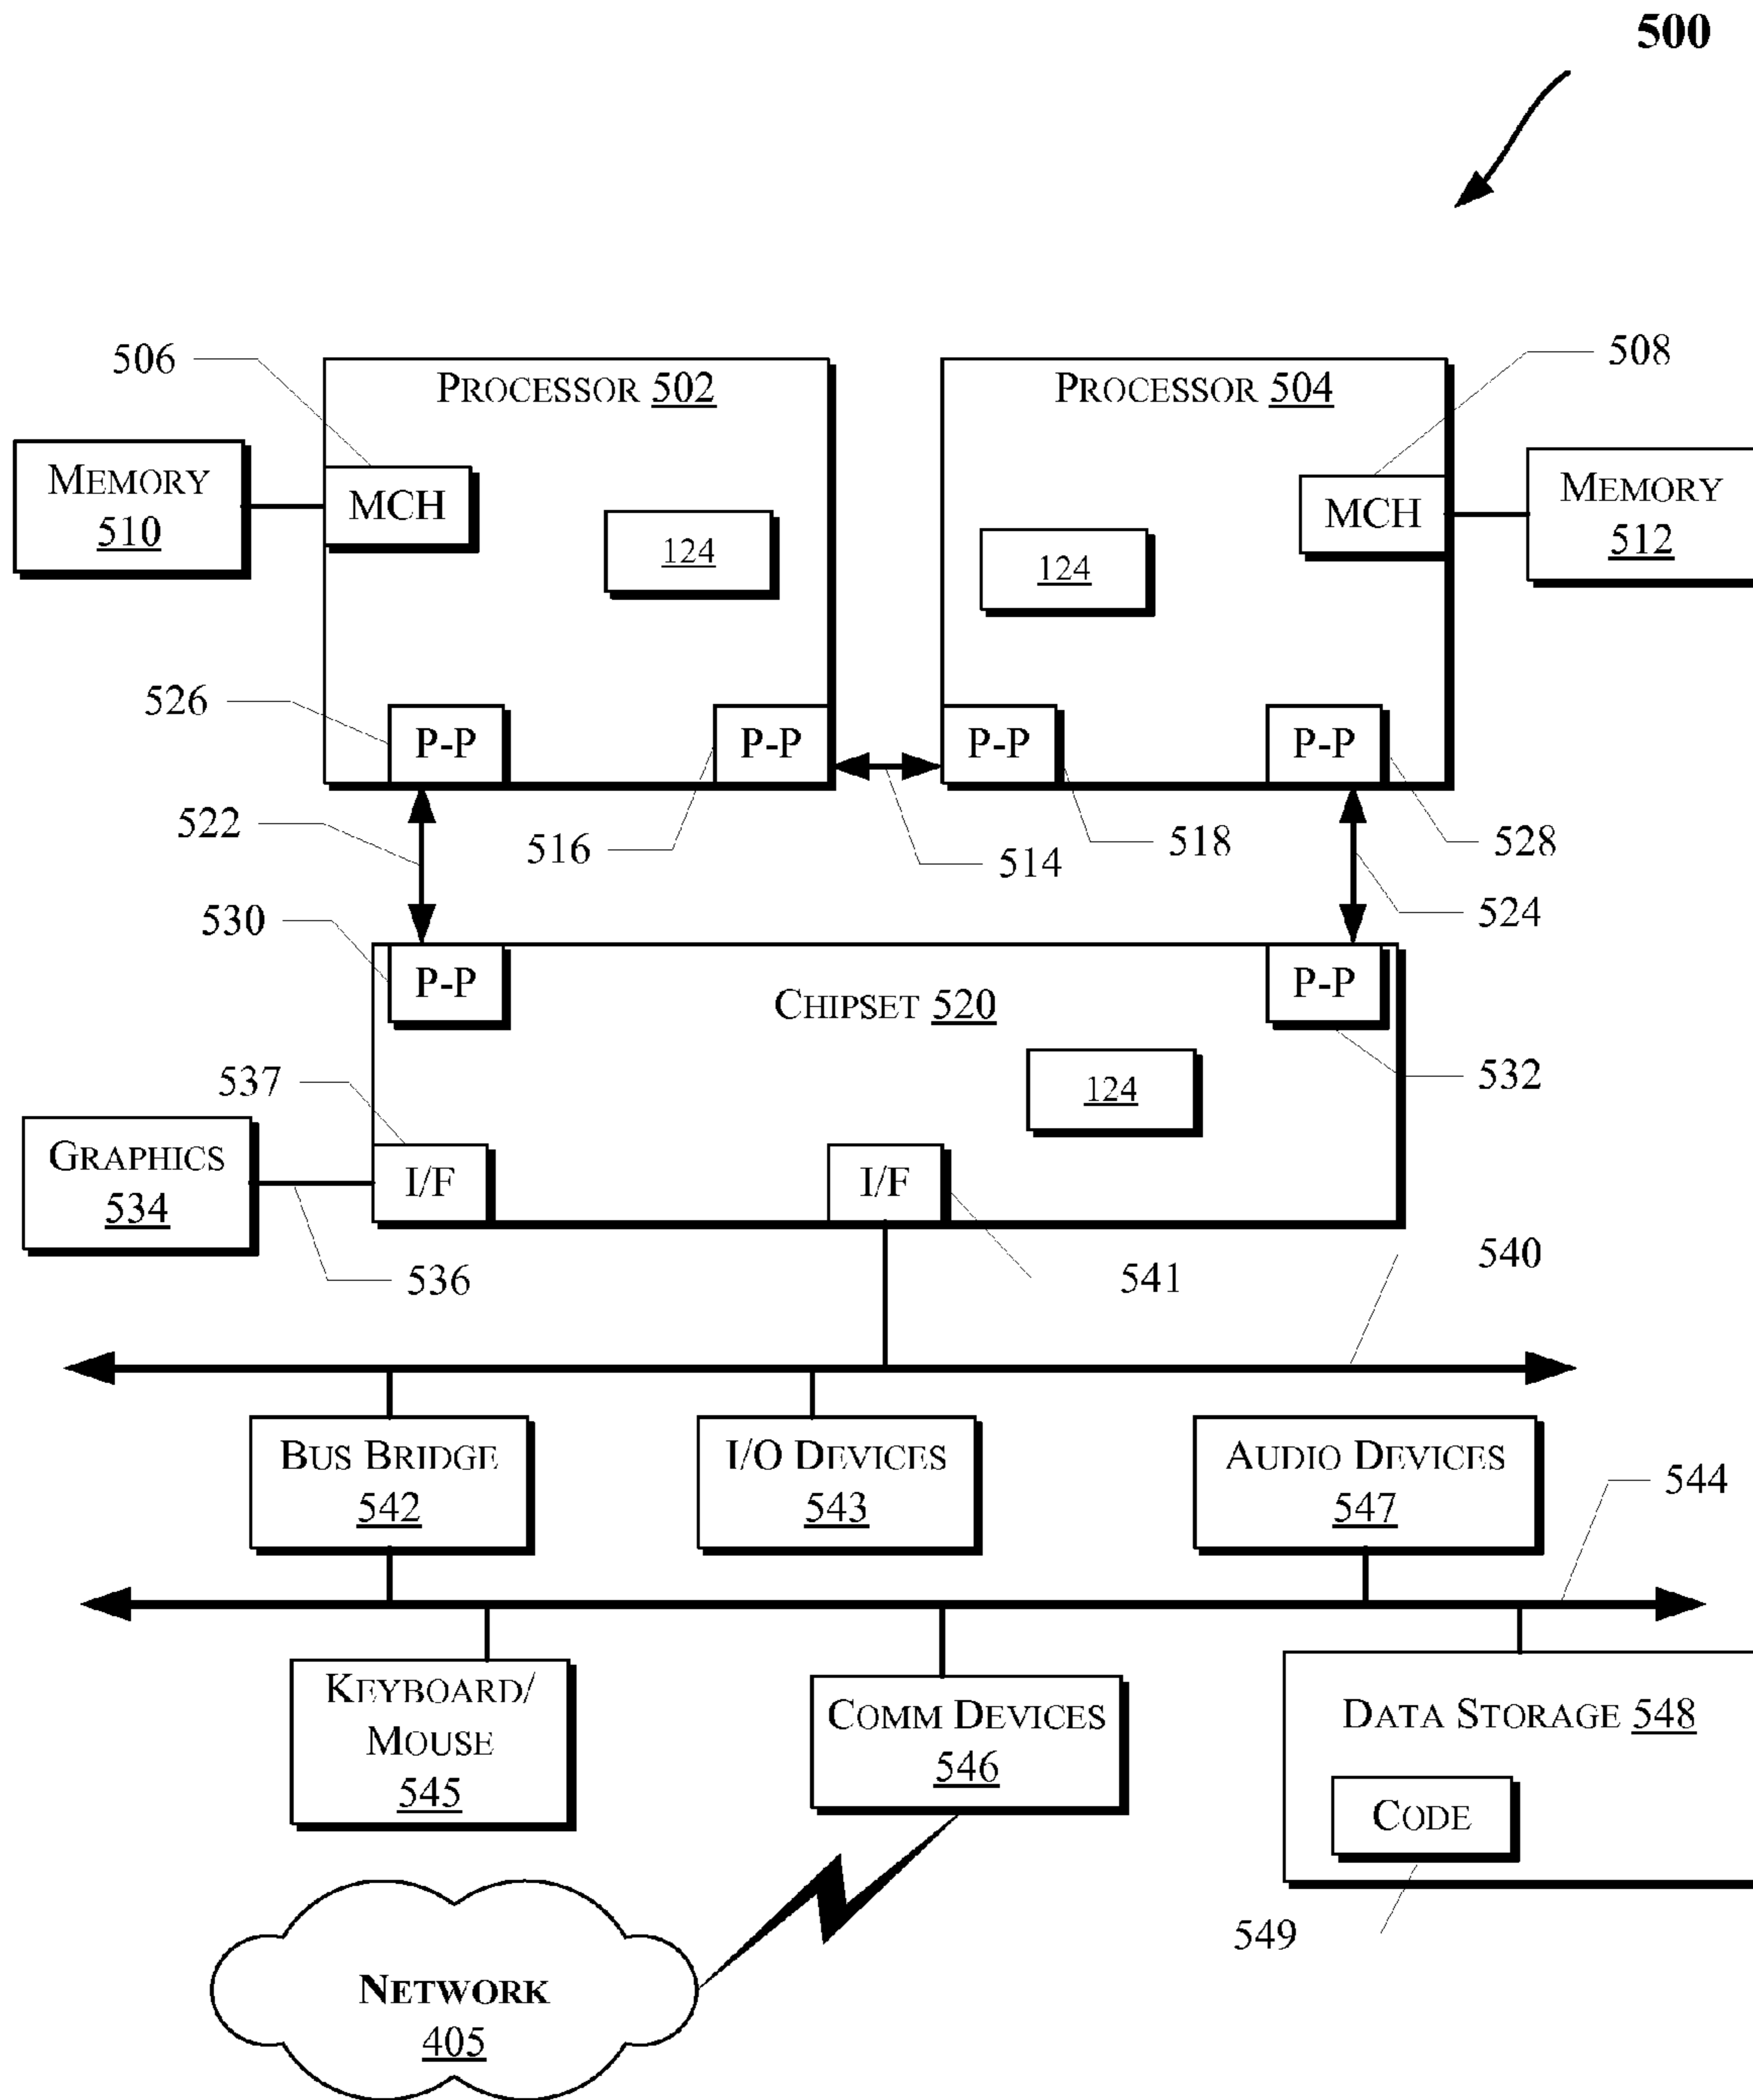 500
506
PROCESSOR 502
PROCESSOR 504
508
MEMORY
510
MCH
124
124
MCH
MEMORY
512
526
P-P
P-P
P-P
P-P
522
516
514
518
528
524
530
P-P
CHIPSET 520
P-P
537
124
532
GRAPHICS
534
I/F
I/F
536
541
540
BUS BRIDGE
542
I/O DEVICES
543
AUDIO DEVICES
547
544
KEYBOARD/
MOUSE
545
COMM DEVICES
546
DATA STORAGE 548
CODE
549
NETWORK
405